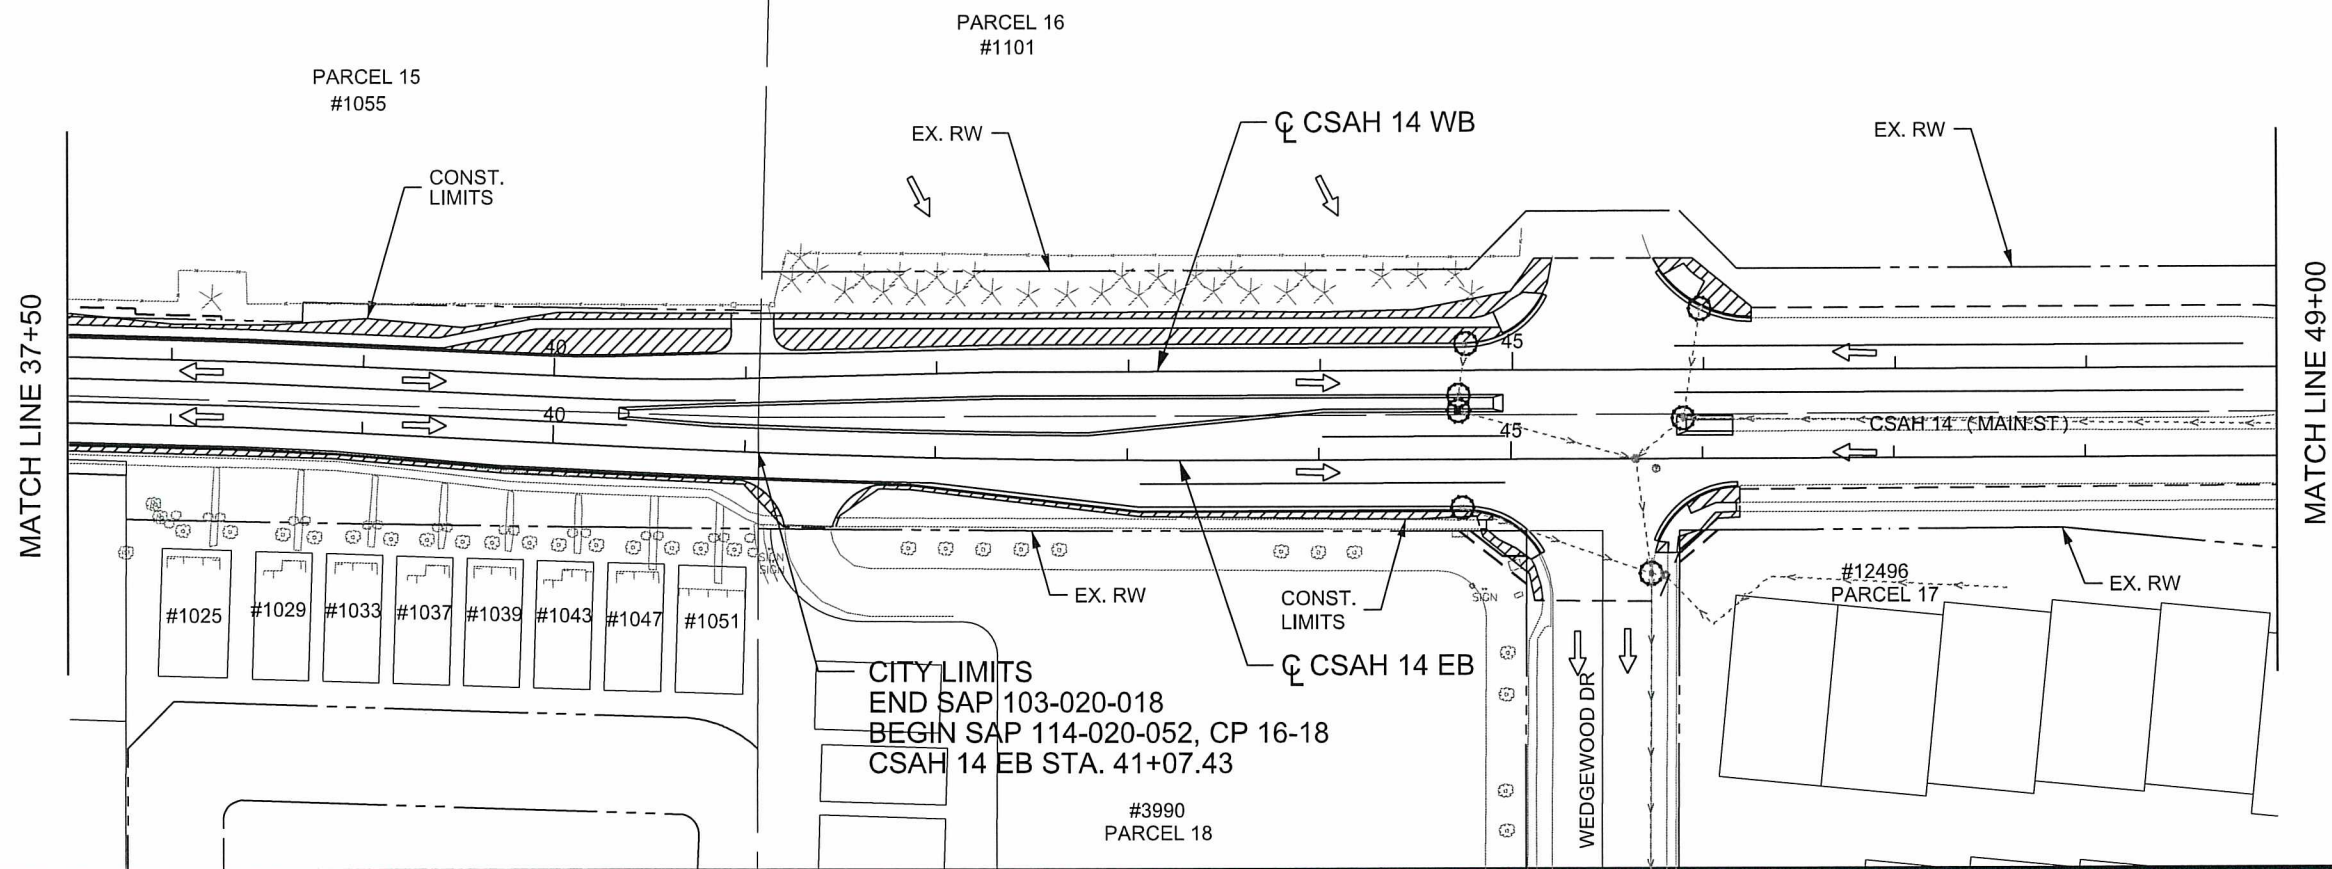 PARCEL 16
#1101
PARCEL 15
#1055
EX. RW
℄ CSAH 14 WB
EX. RW
CONST.
LIMITS
MATCH LINE 37+50
MATCH LINE 49+00
40
45
40
45
CSAH 14 (MAIN ST)
SIGN
SIGN
#12496
PARCEL 17
EX. RW
EX. RW
CONST.
LIMITS
SIGN
#1025
#1029
#1033
#1037
#1039
#1043
#1047
#1051
℄ CSAH 14 EB
CITY LIMITS
END SAP 103-020-018
BEGIN SAP 114-020-052, CP 16-18
CSAH 14 EB STA. 41+07.43
WEDGEWOOD DR
#3990
PARCEL 18